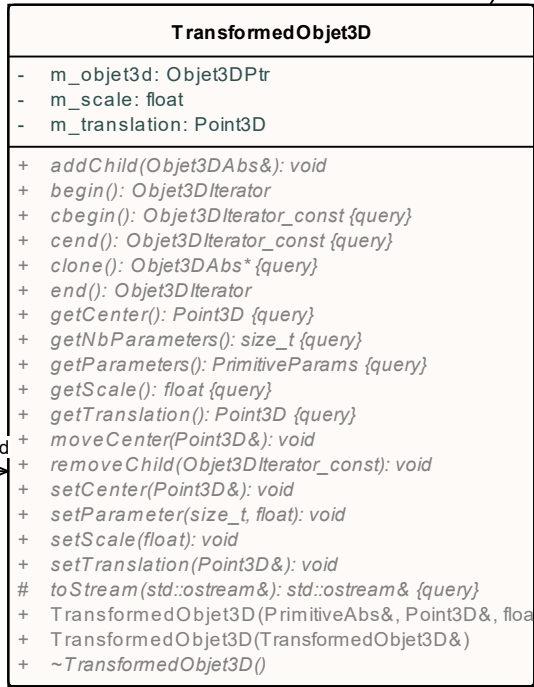 TransformedObjet3D
- m_objet3d: Objet3DPtr
- m_scale: float
- m_translation: Point3D
+ addChild(Objet3DAbs&): void
+ begin(): Objet3DIterator
+ cbegin(): Objet3DIterator_const {query}
+ cend(): Objet3DIterator_const {query}
+ clone(): Objet3DAbs* {query}
+ end(): Objet3DIterator
+ getCenter(): Point3D {query}
+ getNbParameters(): size_t {query}
+ getParameters(): PrimitiveParams {query}
+ getScale(): float {query}
+ getTranslation(): Point3D {query}
+ moveCenter(Point3D&): void
+ removeChild(Objet3DIterator_const): void
+ setCenter(Point3D&): void
+ setParameter(size_t, float): void
+ setScale(float): void
+ setTranslation(Point3D&): void
# toStream(std::ostream&): std::ostream& {query}
+ TransformedObjet3D(PrimitiveAbs&, Point3D&, floa
+ TransformedObjet3D(TransformedObjet3D&)
+ ~TransformedObjet3D()